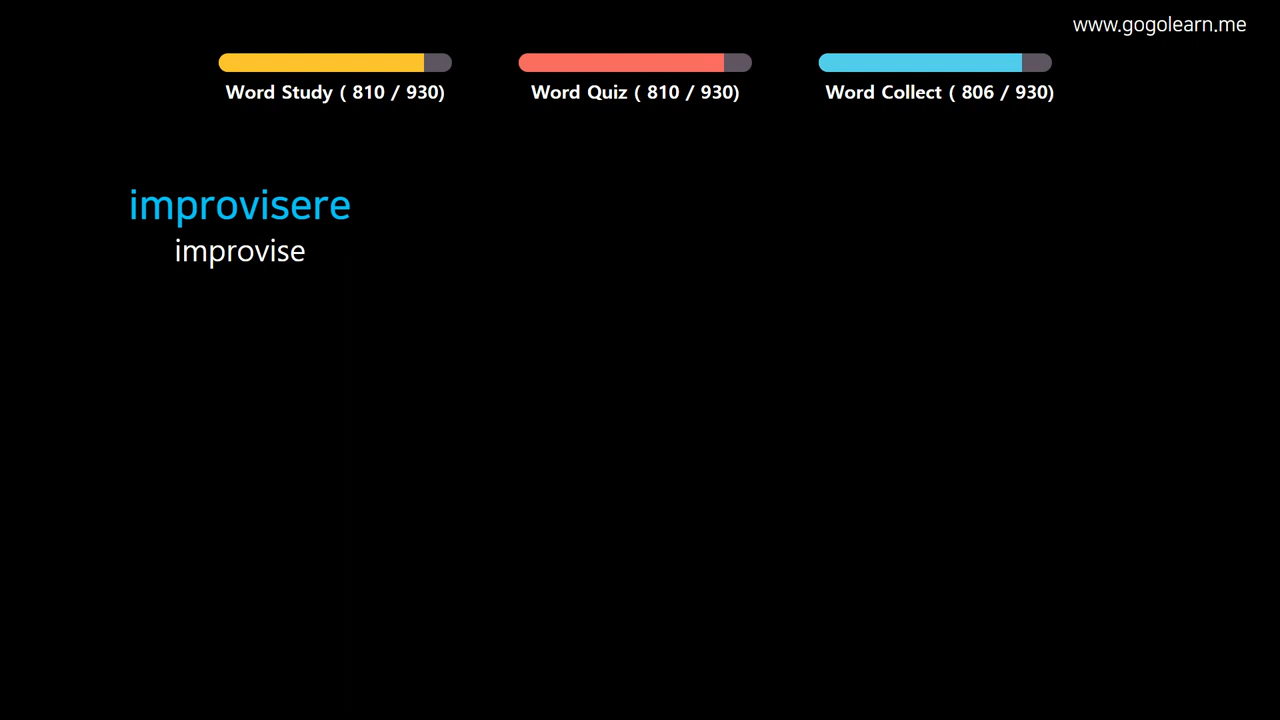 www.gogolearn.me
Word Study ( 810 / 930)
Word Quiz ( 810 / 930)
Word Collect ( 806 / 930)
improvisere
improvise